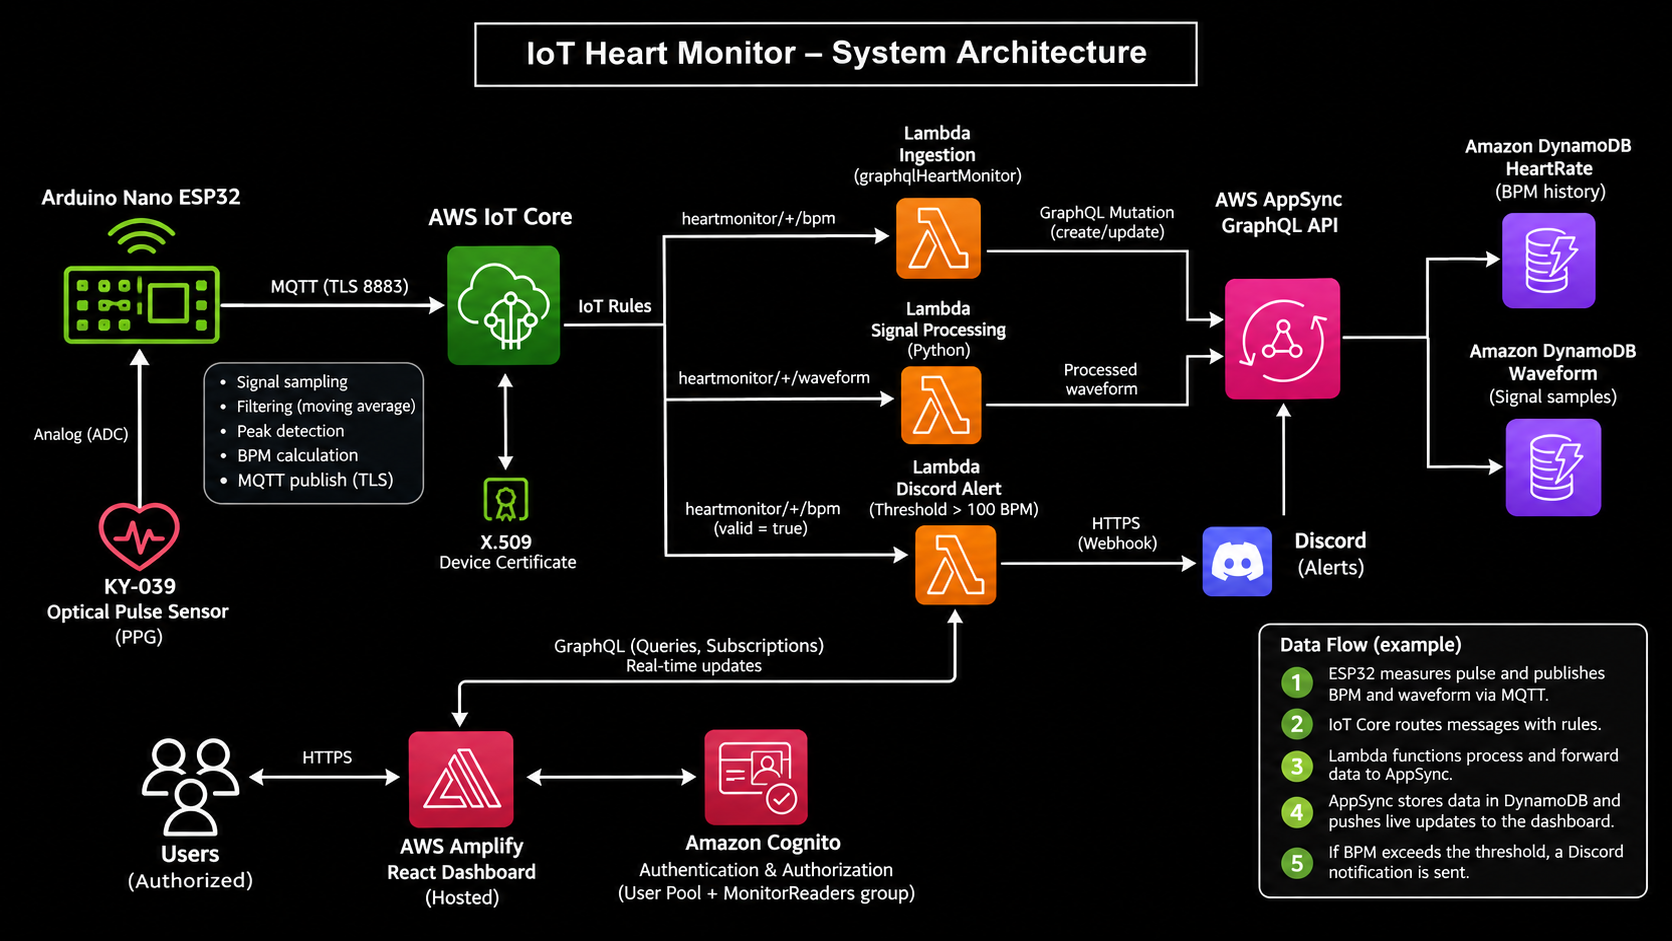 IoT Heart Monitor – System Architecture
Arduino Nano ESP32
MQTT (TLS 8883)
Analog (ADC)
• Signal sampling
• Filtering (moving average)
• Peak detection
• BPM calculation
• MQTT publish (TLS)
KY-039
Optical Pulse Sensor
(PPG)
AWS IoT Core
IoT Rules
X.509
Device Certificate
heartmonitor/+/bpm
Lambda
Ingestion
(graphqlHeartMonitor)
GraphQL Mutation
(create/update)
heartmonitor/+/waveform
Lambda
Signal Processing
(Python)
Processed
waveform
heartmonitor/+/bpm
(valid = true)
Lambda
Discord Alert
(Threshold > 100 BPM)
HTTPS
(Webhook)
Discord
(Alerts)
AWS AppSync
GraphQL API
Amazon DynamoDB
HeartRate
(BPM history)
Amazon DynamoDB
Waveform
(Signal samples)
GraphQL (Queries, Subscriptions)
Real-time updates
Users
(Authorized)
HTTPS
AWS Amplify
React Dashboard
(Hosted)
Amazon Cognito
Authentication & Authorization
(User Pool + MonitorReaders group)
Data Flow (example)
1 ESP32 measures pulse and publishes
BPM and waveform via MQTT.
2 IoT Core routes messages with rules.
3 Lambda functions process and forward
data to AppSync.
4 AppSync stores data in DynamoDB and
pushes live updates to the dashboard.
5 If BPM exceeds the threshold, a Discord
notification is sent.